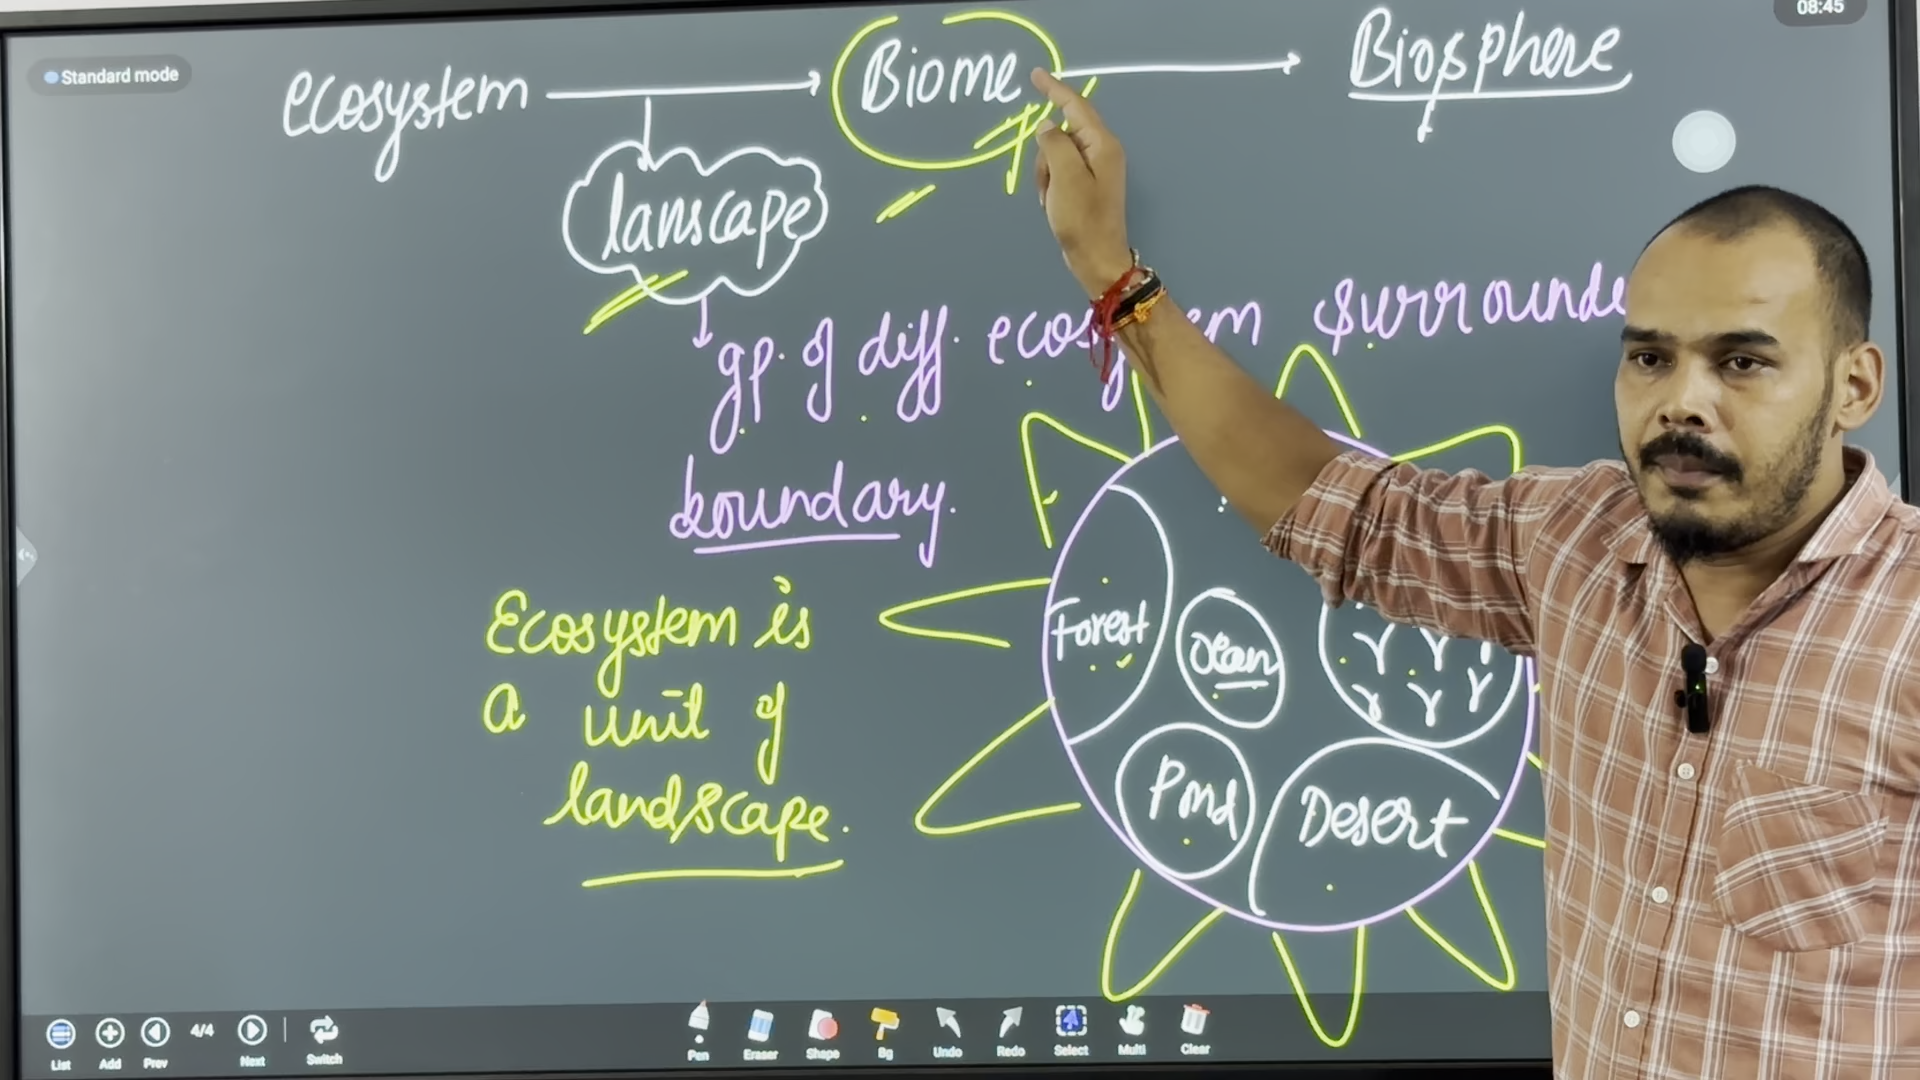 08:45
Standard mode
ecosystem Biome Biosphere
lanscape
gp. of diff. ecosystem surrounde
boundary.
Ecosystem is
a unit of
landscape.
Forest
Ocean
Pond
Desert
4/4
List Add Prev Next Switch Pen Eraser Shape Bg Undo Redo Select Multi Clear